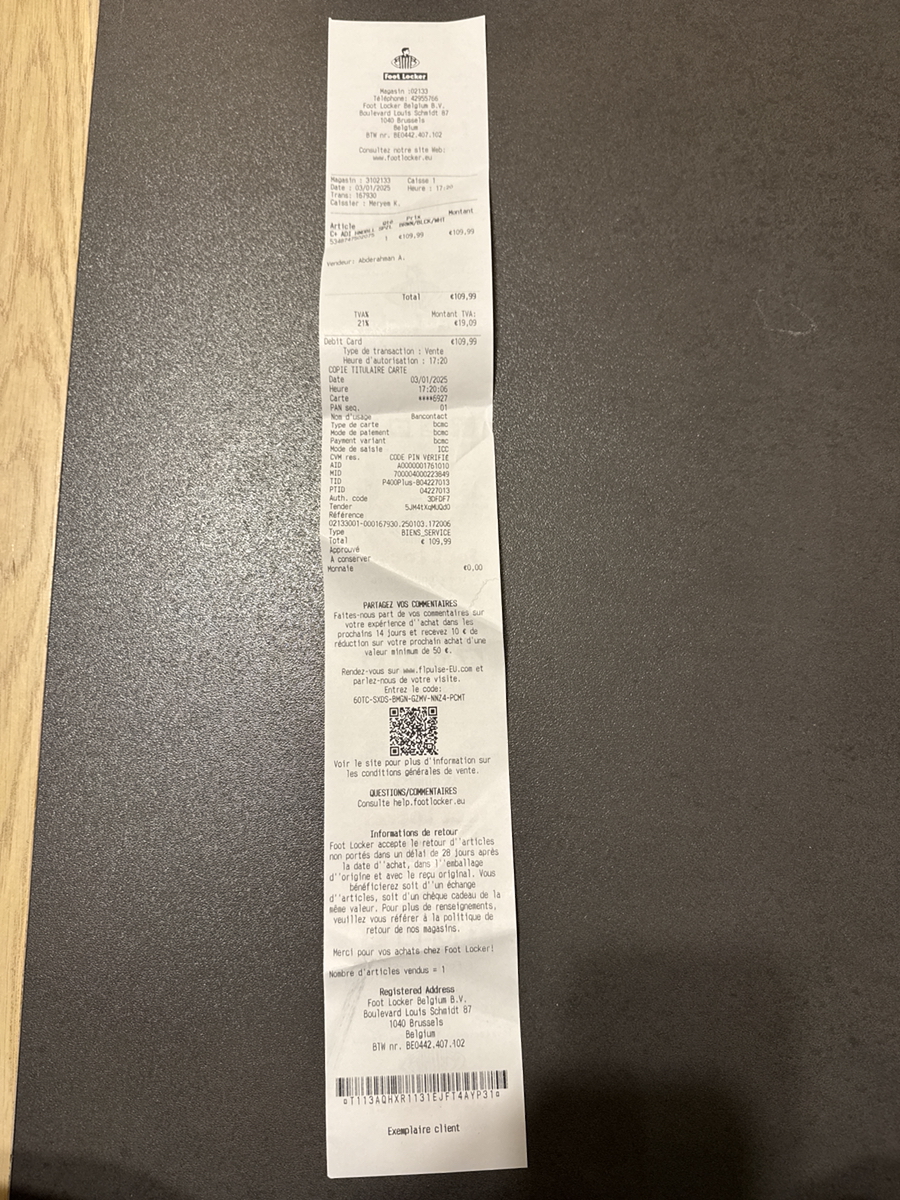 Foot Locker
Magasin :02133
Téléphone: 42955766
Foot Locker Belgium B.V.
Boulevard Louis Schmidt 87
1040 Brussels
Belgium
BTW nr. BE0442.407.102
Consultez notre site Web:
www.footlocker.eu
Magasin : 3102133 Caisse 1
Date : 03/01/2025 Heure : 17:20
Trans: 167930
Caissier : Meryem K.
Article Qté Prix Montant
C+ ADI BRWN/BLCK/WHT
1 €109,99 €109,99
Vendeur: Abderahman A.
Total €109,99
TVA% Montant TVA:
21% €19,09
Debit Card €109,99
Type de transaction : Vente
Heure d'autorisation : 17:20
COPIE TITULAIRE CARTE
Date 03/01/2025
Heure 17:20:06
Carte ****6927
PAN seq. 01
Nom d'usage Bancontact
Type de carte bcmc
Mode de paiement bcmc
Payment variant bcmc
Mode de saisie ICC
CVM res. CODE PIN VÉRIFIÉ
AID A0000001761010
MID 700004000223849
TID P400Plus-804227013
PTID 04227013
Auth. code 3DFDF7
Tender 5JM4tXqMJQd0
Référence
02133001-000167930.250103.172006
Type BIENS_SERVICE
Total € 109,99
Approuvé
A conserver
Monnaie €0,00
PARTAGEZ VOS COMMENTAIRES
Faites-nous part de vos commentaires sur
votre expérience d''achat dans les
prochains 14 jours et recevez 10 € de
réduction sur votre prochain achat d'une
valeur minimum de 50 €.
Rendez-vous sur www.flpulse-EU.com et
parlez-nous de votre visite.
Entrez le code:
60TC-SXDS-BMGN-GZMV-NNZ4-PCMT
Voir le site pour plus d'information sur
les conditions générales de vente.
QUESTIONS/COMMENTAIRES
Consulte help.footlocker.eu
Informations de retour
Foot Locker accepte le retour d''articles
non portés dans un délai de 28 jours après
la date d''achat, dans l''emballage
d''origine et avec le reçu original. Vous
bénéficierez soit d''un échange
d''articles, soit d'un chèque cadeau de la
même valeur. Pour plus de renseignements,
veuillez vous référer à la politique de
retour de nos magasins.
Merci pour vos achats chez Foot Locker!
Nombre d'articles vendus = 1
Registered Address
Foot Locker Belgium B.V.
Boulevard Louis Schmidt 87
1040 Brussels
Belgium
BTW nr. BE0442.407.102
¤T113AQHXR1131EJFT4AYP31¤
Exemplaire client